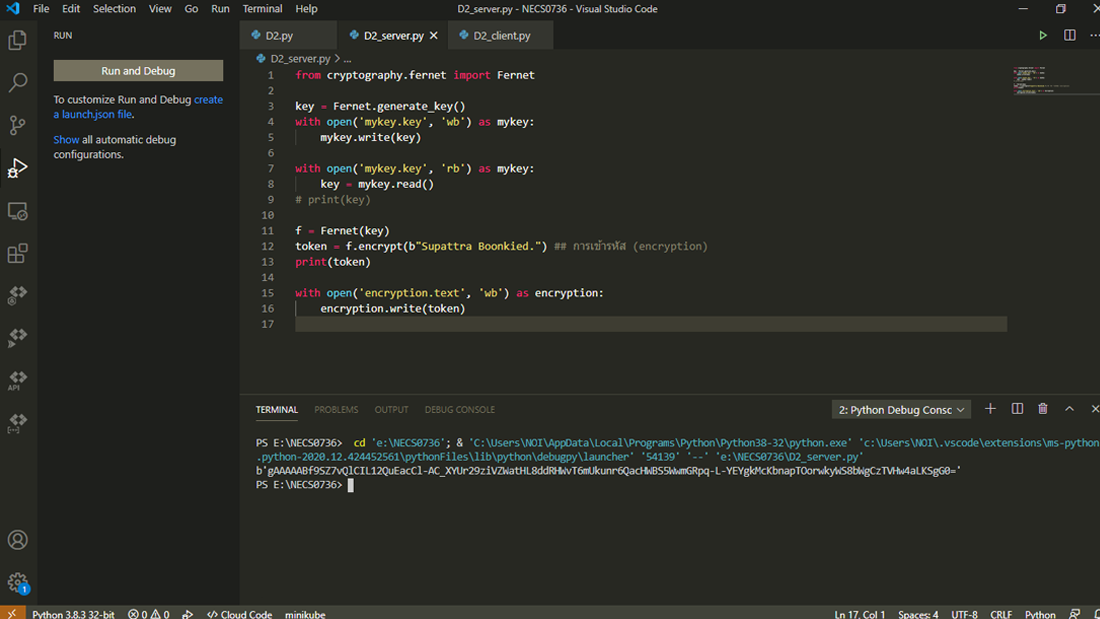 File Edit Selection View Go Run Terminal Help D2_server.py - NECS0736 - Visual Studio Code
RUN
Run and Debug
To customize Run and Debug create
a launch.json file.
Show all automatic debug
configurations.
D2.py D2_server.py D2_client.py
D2_server.py > ...
1 from cryptography.fernet import Fernet
2
3 key = Fernet.generate_key()
4 with open('mykey.key', 'wb') as mykey:
5 mykey.write(key)
6
7 with open('mykey.key', 'rb') as mykey:
8 key = mykey.read()
9 # print(key)
10
11 f = Fernet(key)
12 token = f.encrypt(b"Supattra Boonkied.") ## การเข้ารหัส (encryption)
13 print(token)
14
15 with open('encryption.text', 'wb') as encryption:
16 encryption.write(token)
17
TERMINAL PROBLEMS OUTPUT DEBUG CONSOLE 2: Python Debug Consc
PS E:\NECS0736> cd 'e:\NECS0736'; & 'C:\Users\NOI\AppData\Local\Programs\Python\Python38-32\python.exe' 'c:\Users\NOI\.vscode\extensions\ms-python
.python-2020.12.424452561\pythonFiles\lib\python\debugpy\launcher' '54139' '--' 'e:\NECS0736\D2_server.py'
b'gAAAAABf9SZ7vQlCIL12QuEacCl-AC_XYUr29ziVZWatHL8ddRHWvT6mUkunr6QacHWBS5WwmGRpq-L-YEYgkMcKbnapTOorwkyWS8bWgCzTVHw4aLKSgG0='
PS E:\NECS0736>
API
1
Python 3.8.3 32-bit 0 0 Cloud Code minikube Ln 17, Col 1 Spaces: 4 UTF-8 CRLF Python